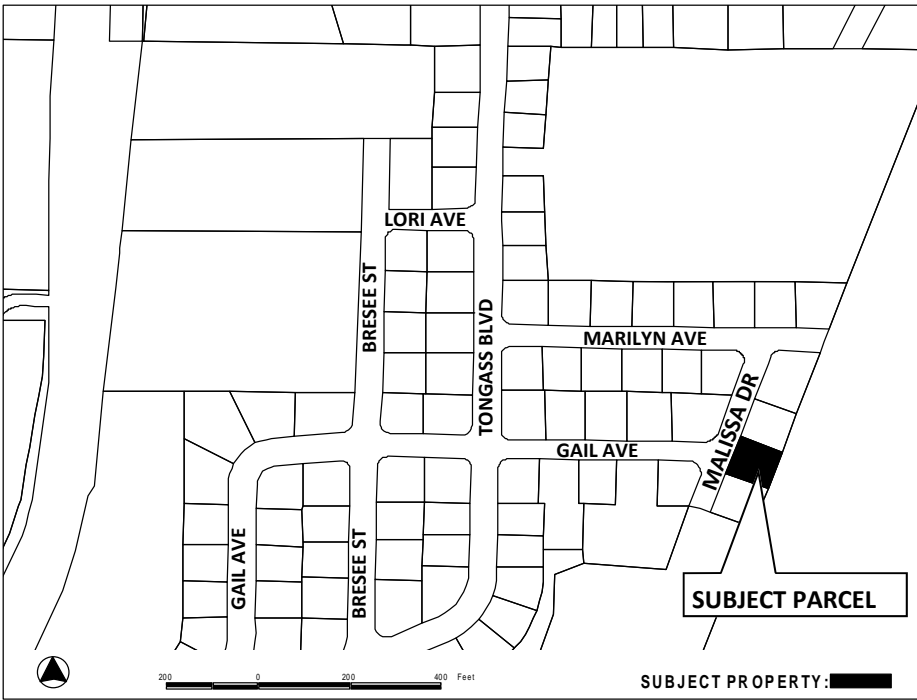 LORI AVE
BRESEE ST
TONGASS BLVD
MARILYN AVE
MALISSA DR
GAIL AVE
GAIL AVE
BRESEE ST
SUBJECT PARCEL
200 0 200 400 Feet
SUBJECT PROPERTY: